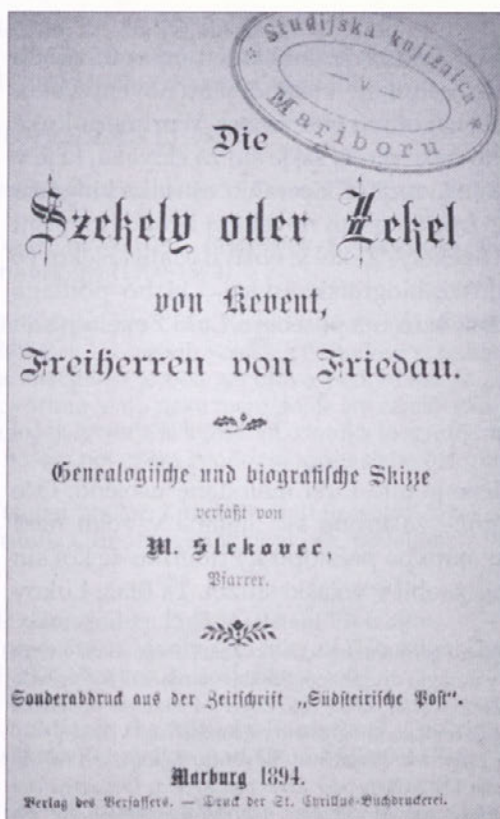 Studijska knjižnica
v
Mariboru
Die
Szekely oder Zekel
von Kevent,
Freiherren von Friedau.
Genealogische und biografische Skizze
verfaßt von
M. Slekovec,
Pfarrer.
Sonderabdruck aus der Zeitschrift „Südsteirische Post“.
Marburg 1894.
Verlag des Verfassers. — Druck der St. Cyrillus-Buchdruckerei.